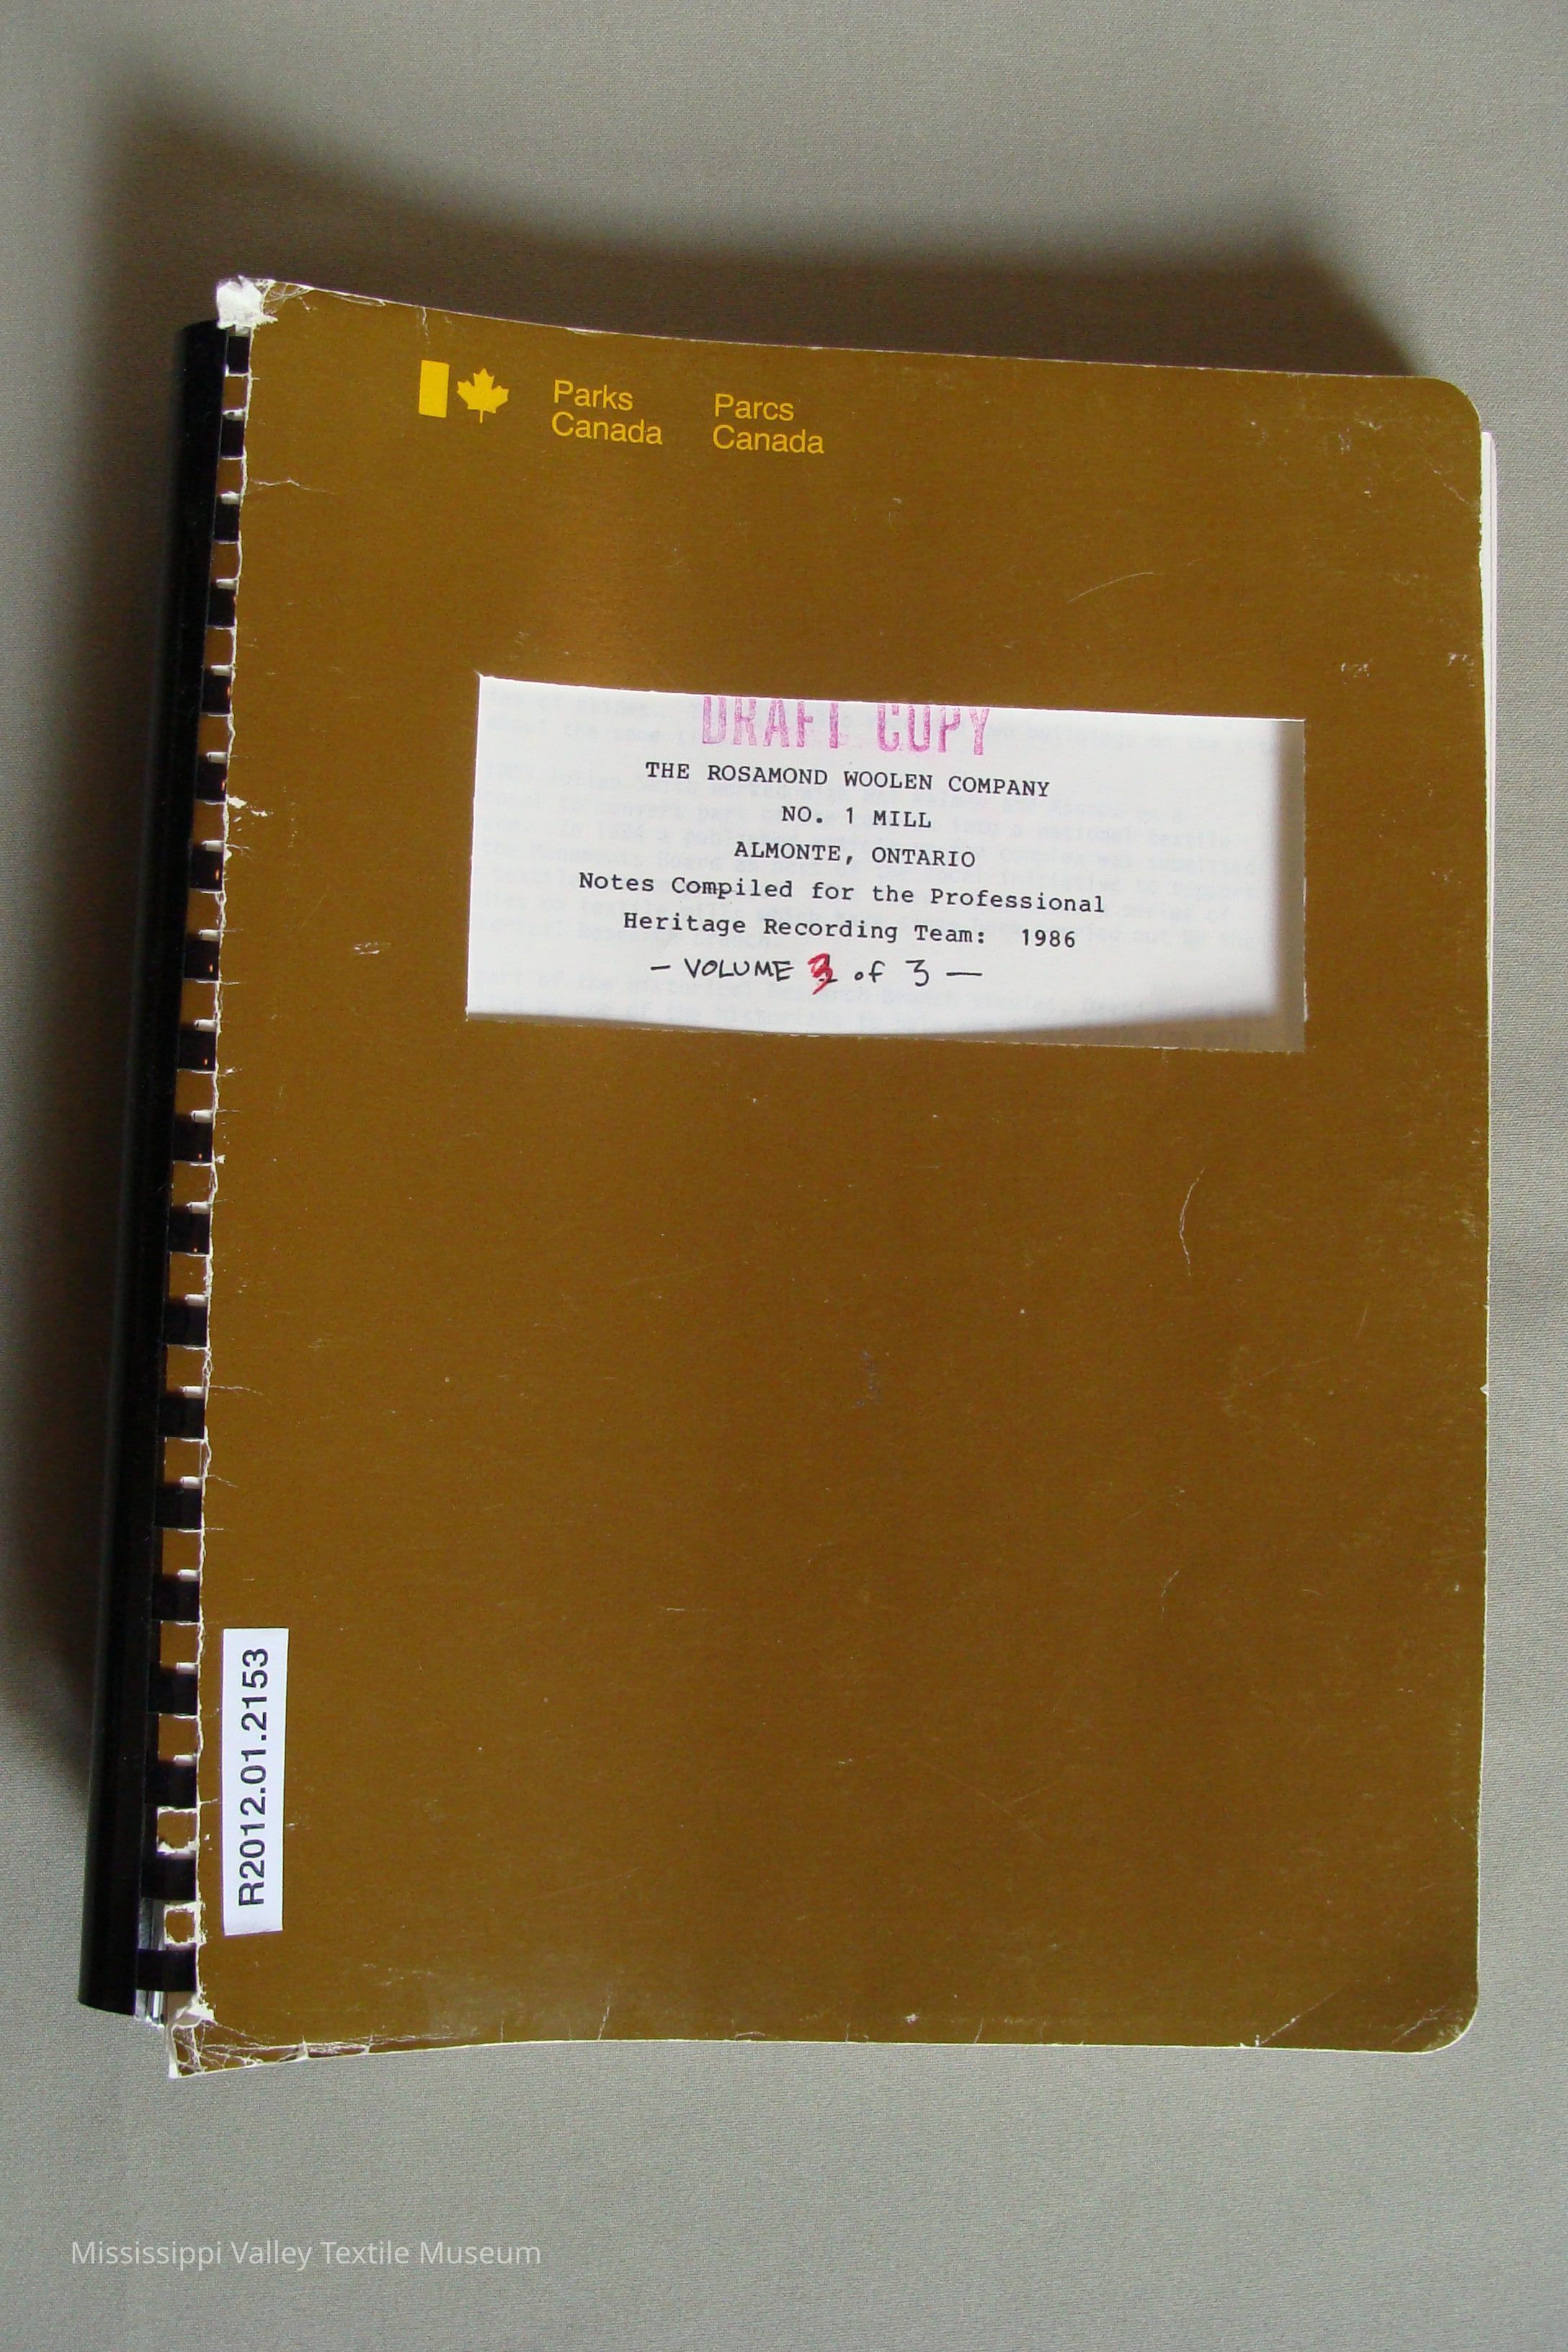 Parks Canada
Parcs Canada
DRAFT COPY
THE ROSAMOND WOOLEN COMPANY
NO. 1 MILL
ALMONTE, ONTARIO
Notes Compiled for the Professional
Heritage Recording Team: 1986
— VOLUME 3 of 3 —
R2012.01.2153
Mississippi Valley Textile Museum